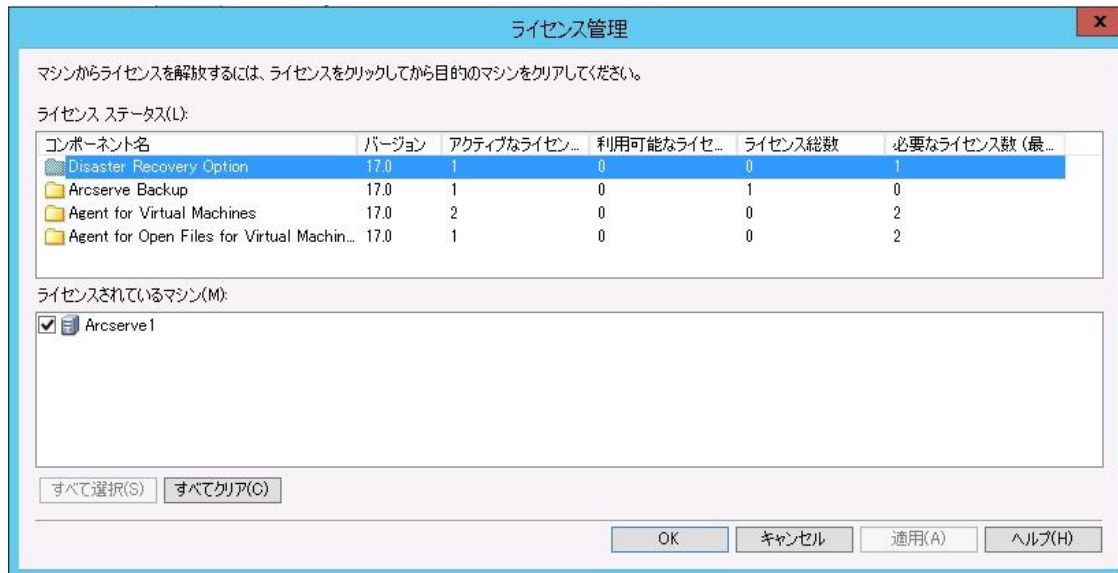 ライセンス管理
x
マシンからライセンスを解放するには、ライセンスをクリックしてから目的のマシンをクリアしてください。
ライセンス ステータス(L):
コンポーネント名 バージョン アクティブなライセン... 利用可能なライセ... ライセンス総数 必要なライセンス数 (最...
Disaster Recovery Option 17.0 1 0 0 1
Arcserve Backup 17.0 1 0 1 0
Agent for Virtual Machines 17.0 2 0 0 2
Agent for Open Files for Virtual Machin... 17.0 1 0 0 2
ライセンスされているマシン(M):
Arcserve1
すべて選択(S) すべてクリア(C)
OK キャンセル 適用(A) ヘルプ(H)